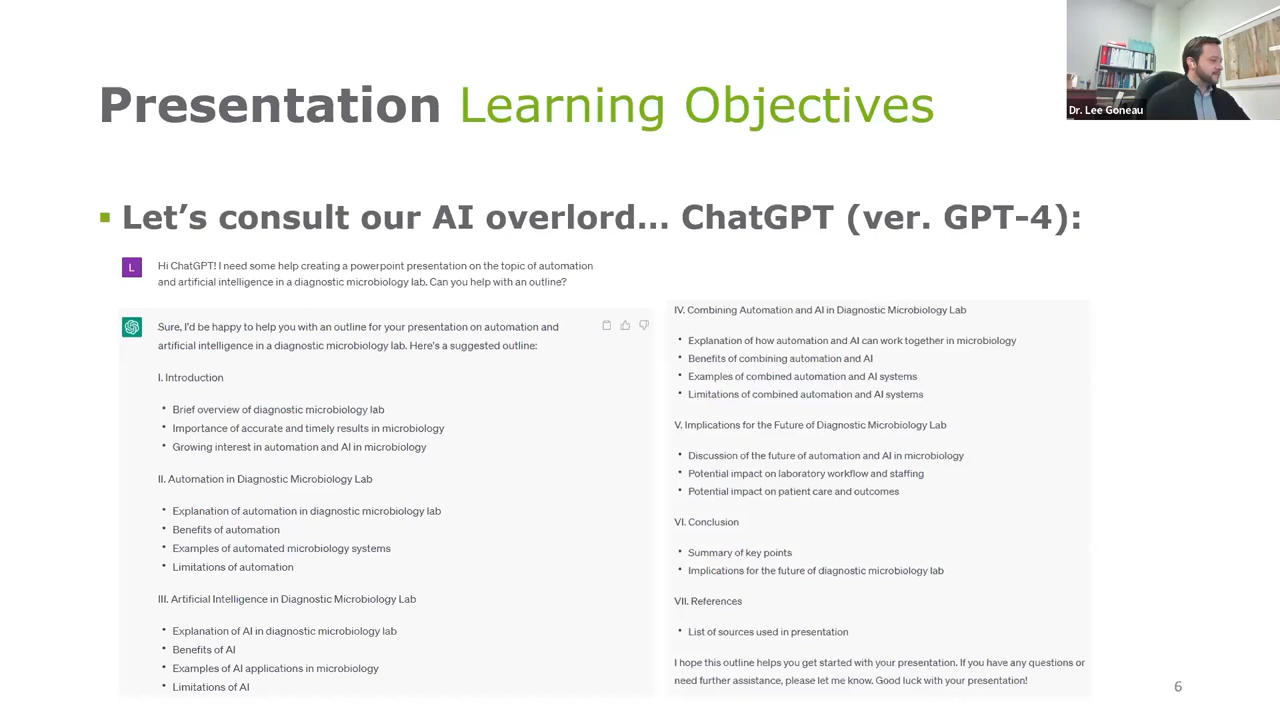 Dr. Lee Goneau
Presentation Learning Objectives
▪ Let’s consult our AI overlord… ChatGPT (ver. GPT-4):
L
Hi ChatGPT! I need some help creating a powerpoint presentation on the topic of automation
and artificial intelligence in a diagnostic microbiology lab. Can you help with an outline?
Sure, I'd be happy to help you with an outline for your presentation on automation and
artificial intelligence in a diagnostic microbiology lab. Here's a suggested outline:
I. Introduction
• Brief overview of diagnostic microbiology lab
• Importance of accurate and timely results in microbiology
• Growing interest in automation and AI in microbiology
II. Automation in Diagnostic Microbiology Lab
• Explanation of automation in diagnostic microbiology lab
• Benefits of automation
• Examples of automated microbiology systems
• Limitations of automation
III. Artificial Intelligence in Diagnostic Microbiology Lab
• Explanation of AI in diagnostic microbiology lab
• Benefits of AI
• Examples of AI applications in microbiology
• Limitations of AI
IV. Combining Automation and AI in Diagnostic Microbiology Lab
• Explanation of how automation and AI can work together in microbiology
• Benefits of combining automation and AI
• Examples of combined automation and AI systems
• Limitations of combined automation and AI systems
V. Implications for the Future of Diagnostic Microbiology Lab
• Discussion of the future of automation and AI in microbiology
• Potential impact on laboratory workflow and staffing
• Potential impact on patient care and outcomes
VI. Conclusion
• Summary of key points
• Implications for the future of diagnostic microbiology lab
VII. References
• List of sources used in presentation
I hope this outline helps you get started with your presentation. If you have any questions or
need further assistance, please let me know. Good luck with your presentation!
6